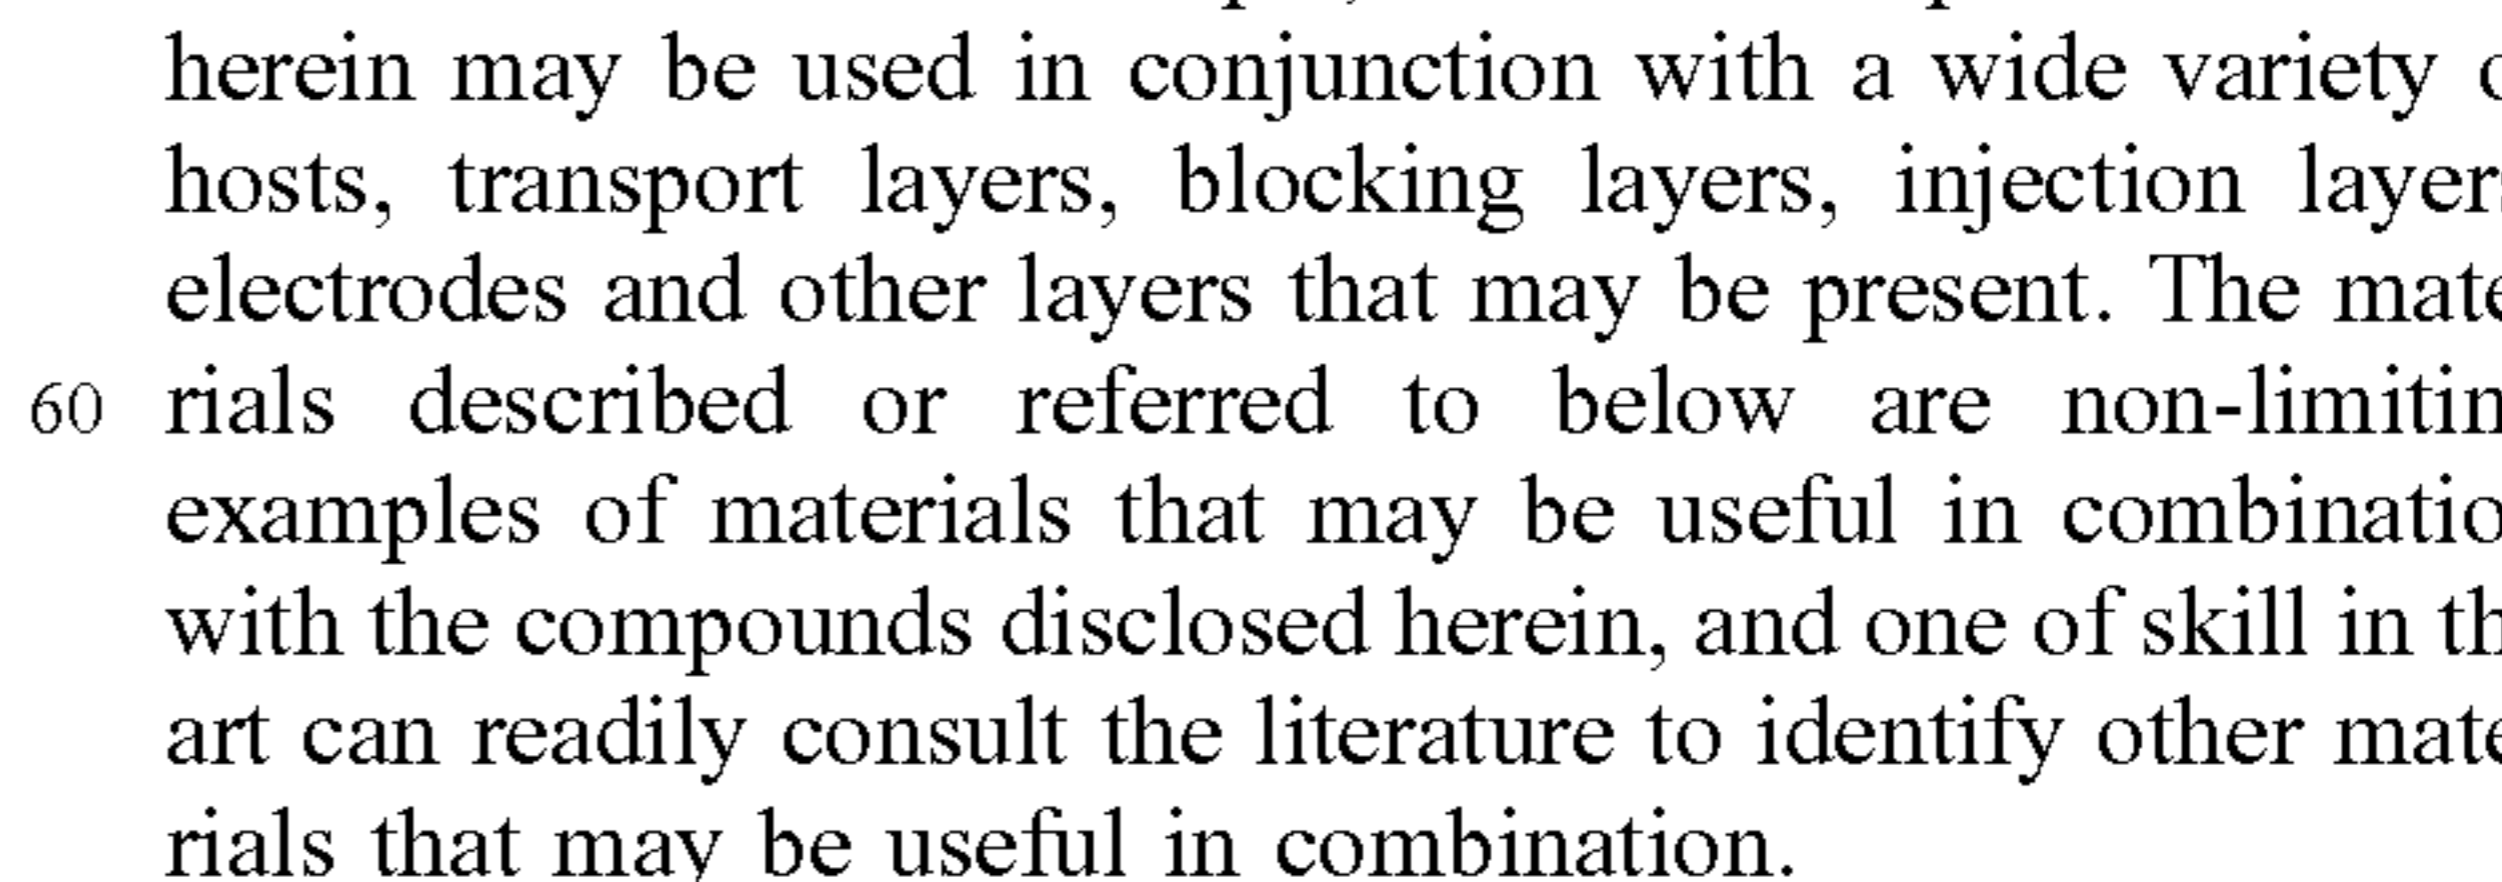 herein may be used in conjunction with a wide variety
hosts, transport layers, blocking layers, injection layers
electrodes and other layers that may be present. The mate
60 rials described or referred to below are non-limitin
examples of materials that may be useful in combinatio
with the compounds disclosed herein, and one of skill in th
art can readily consult the literature to identify other mate
rials that may be useful in combination.